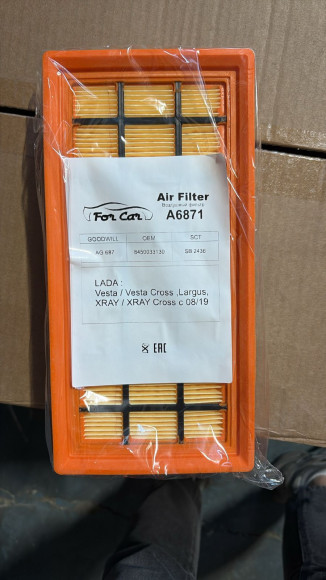 For Car
Air Filter
Воздушный фильтр
A6871
GOODWILL OEM SCT
AG 687 8450033130 SB 2436
LADA :
Vesta / Vesta Cross ,Largus,
XRAY / XRAY Cross c 08/19
EAC